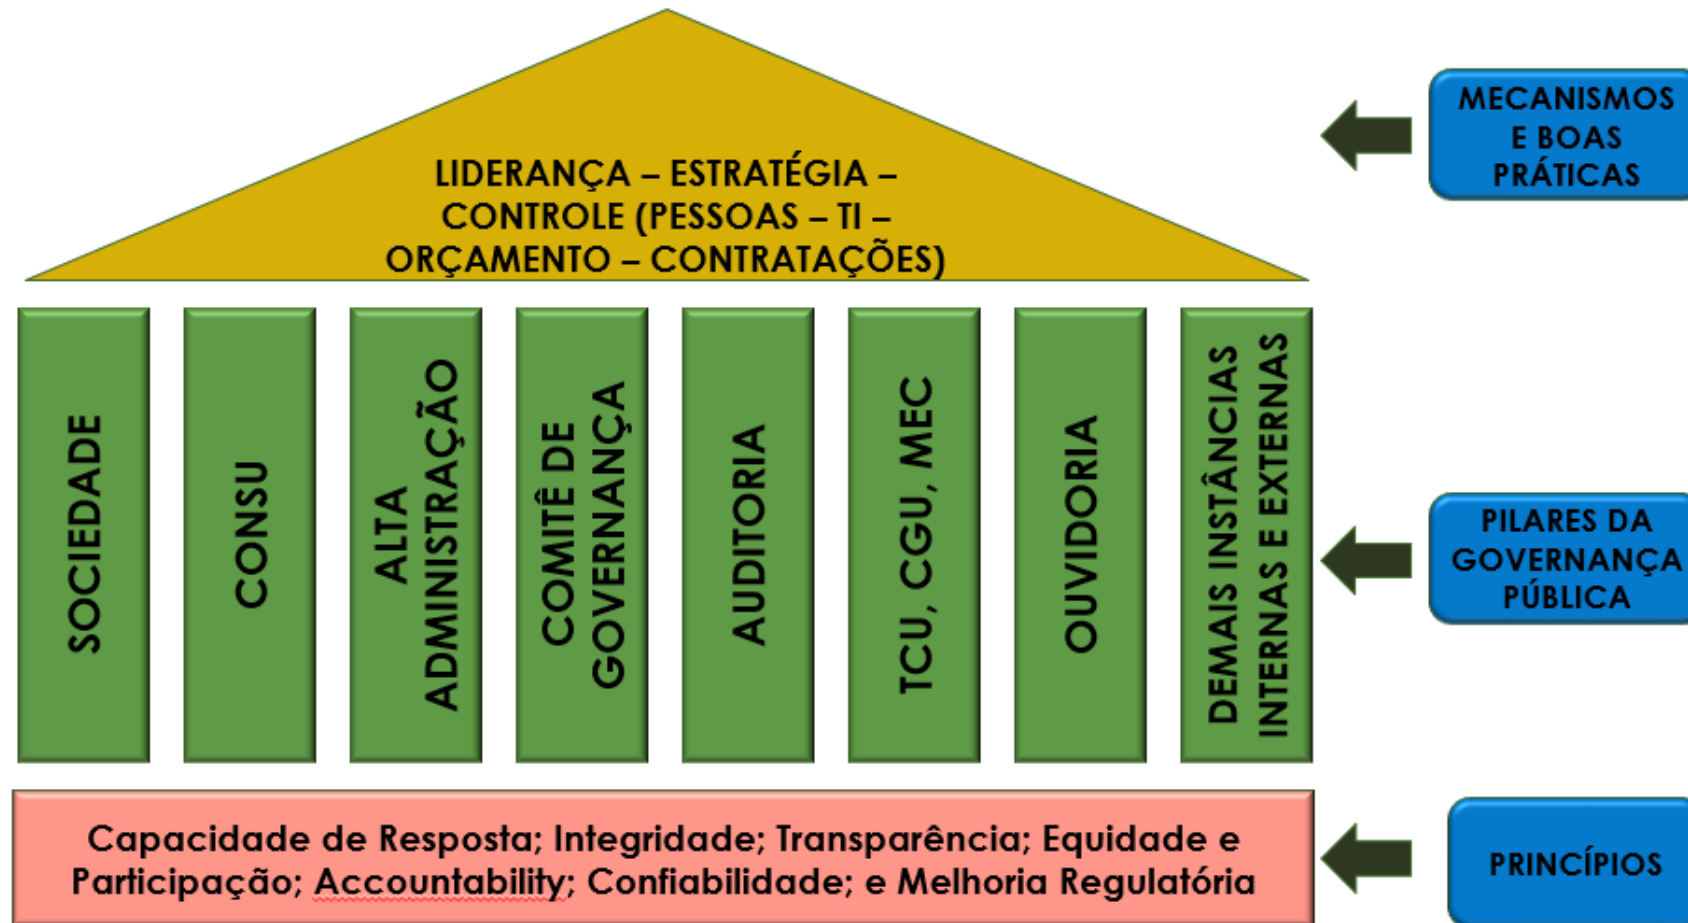 LIDERANÇA – ESTRATÉGIA –
CONTROLE (PESSOAS – TI –
ORÇAMENTO – CONTRATAÇÕES)
MECANISMOS
E BOAS
PRÁTICAS
SOCIEDADE
CONSU
ALTA
ADMINISTRAÇÃO
COMITÊ DE
GOVERNANÇA
AUDITORIA
TCU, CGU, MEC
OUVIDORIA
DEMAIS INSTÂNCIAS
INTERNAS E EXTERNAS
PILARES DA
GOVERNANÇA
PÚBLICA
Capacidade de Resposta; Integridade; Transparência; Equidade e
Participação; Accountability; Confiabilidade; e Melhoria Regulatória
PRINCÍPIOS